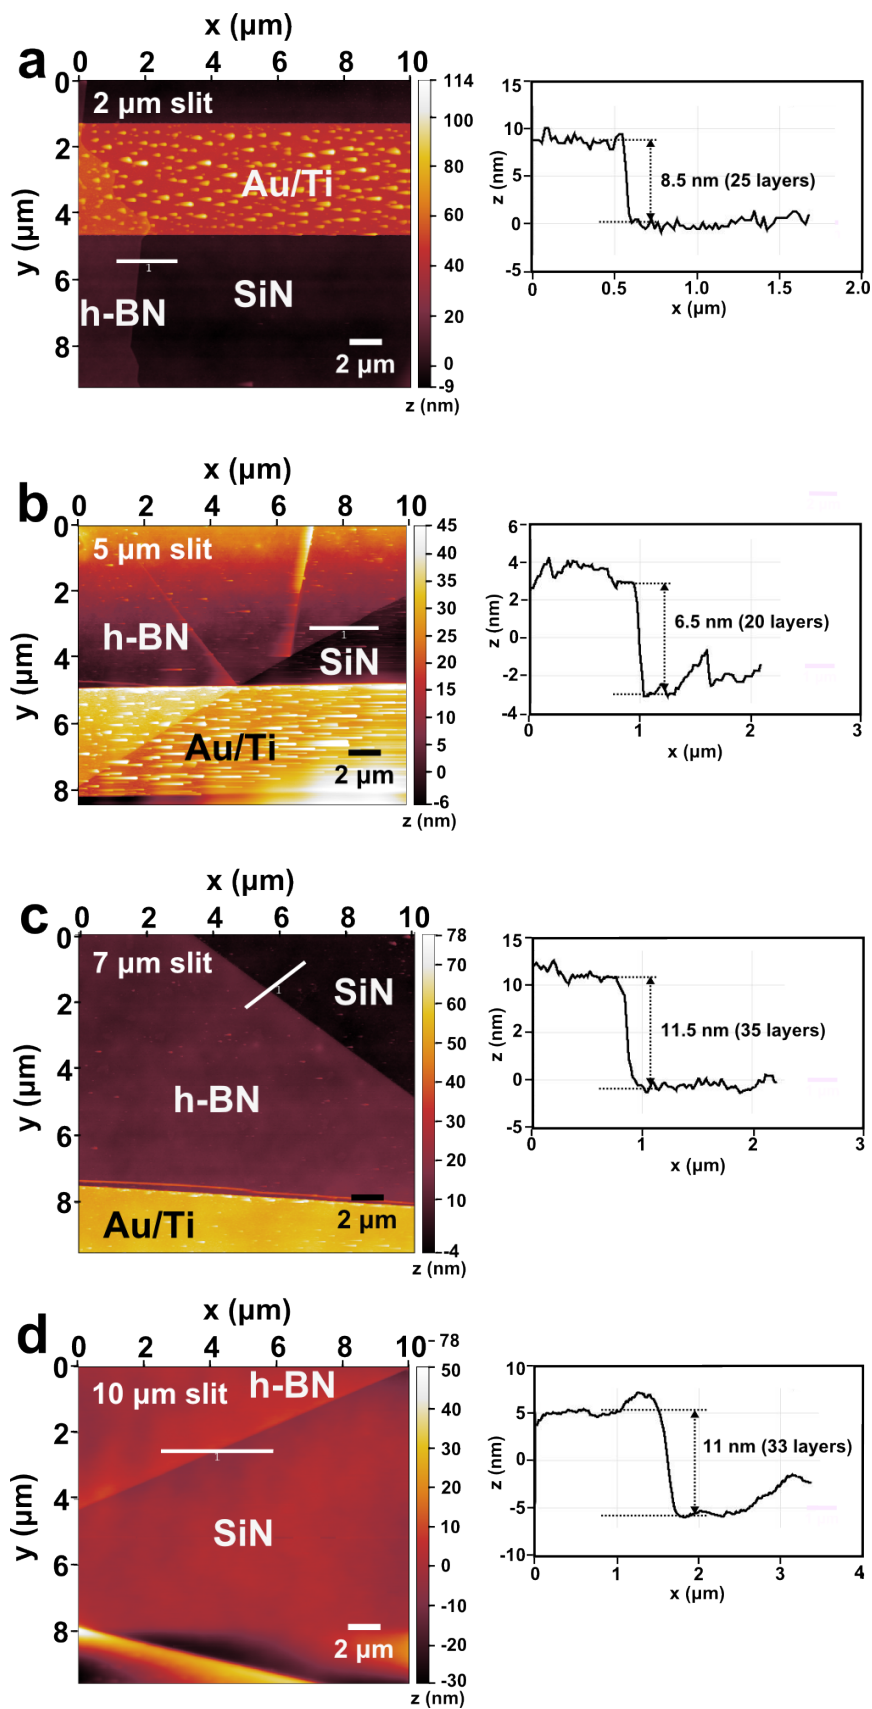 x (µm)
a
0 2 4 6 8 10
2 µm slit
Au/Ti
SiN
h-BN
1
2 µm
0
2
4
6
8
y (µm)
114
100
80
60
40
20
0
-9
z (nm)
15
10
5
0
-5
z (nm)
8.5 nm (25 layers)
0 0.5 1.0 1.5 2.0
x (µm)
x (µm)
b
0 2 4 6 8 10
5 µm slit
h-BN
1
SiN
Au/Ti
2 µm
0
2
4
6
8
y (µm)
45
40
35
30
25
20
15
10
5
0
-6
z (nm)
6
4
2
0
-2
-4
z (nm)
6.5 nm (20 layers)
0 1 2 3
x (µm)
x (µm)
c
0 2 4 6 8 10
7 µm slit
1
SiN
h-BN
Au/Ti
2 µm
0
2
4
6
8
y (µm)
78
70
60
50
40
30
20
10
-4
z (nm)
15
10
2
0
-5
z (nm)
11.5 nm (35 layers)
0 1 2 3
x (µm)
x (µm)
d
0 2 4 6 8 10
10 µm slit
h-BN
1
SiN
2 µm
0
2
4
6
8
y (µm)
78
50
40
30
20
10
0
-10
-20
-30
z (nm)
10
5
0
-5
-10
z (nm)
11 nm (33 layers)
0 1 2 3 4
x (µm)